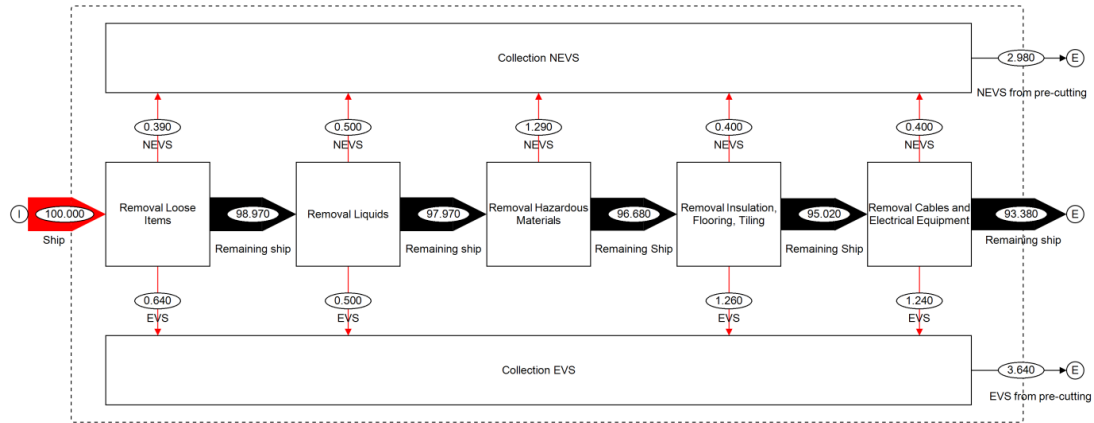 Collection NEVS
2.980
E
NEVS from pre-cutting
0.390
NEVS
0.500
NEVS
1.290
NEVS
0.400
NEVS
0.400
NEVS
I
100.000
Ship
Removal Loose
Items
98.970
Remaining ship
Removal Liquids
97.970
Remaining ship
Removal Hazardous
Materials
96.680
Remaining Ship
Removal Insulation,
Flooring, Tiling
95.020
Remaining Ship
Removal Cables and
Electrical Equipment
93.380
E
Remaining ship
0.640
EVS
0.500
EVS
1.260
EVS
1.240
EVS
Collection EVS
3.640
E
EVS from pre-cutting